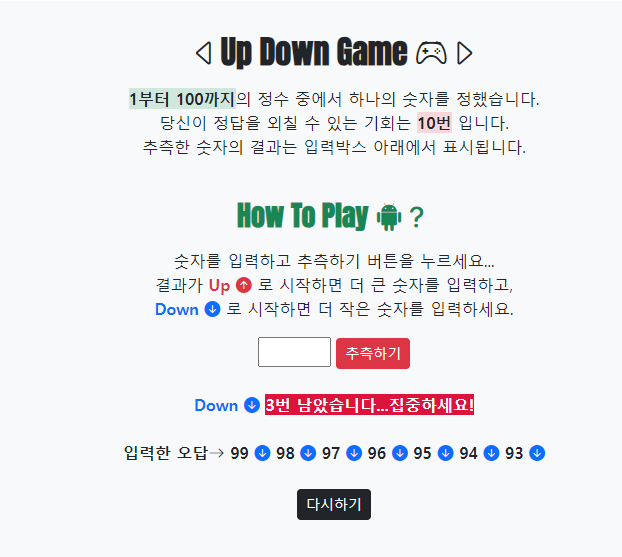 Up Down Game
1부터 100까지의 정수 중에서 하나의 숫자를 정했습니다.
당신이 정답을 외칠 수 있는 기회는 10번 입니다.
추측한 숫자의 결과는 입력박스 아래에서 표시됩니다.
How To Play ?
숫자를 입력하고 추측하기 버튼을 누르세요...
결과가 Up 로 시작하면 더 큰 숫자를 입력하고,
Down 로 시작하면 더 작은 숫자를 입력하세요.
추측하기
Down 3번 남았습니다...집중하세요!
입력한 오답→ 99 98 97 96 95 94 93
다시하기